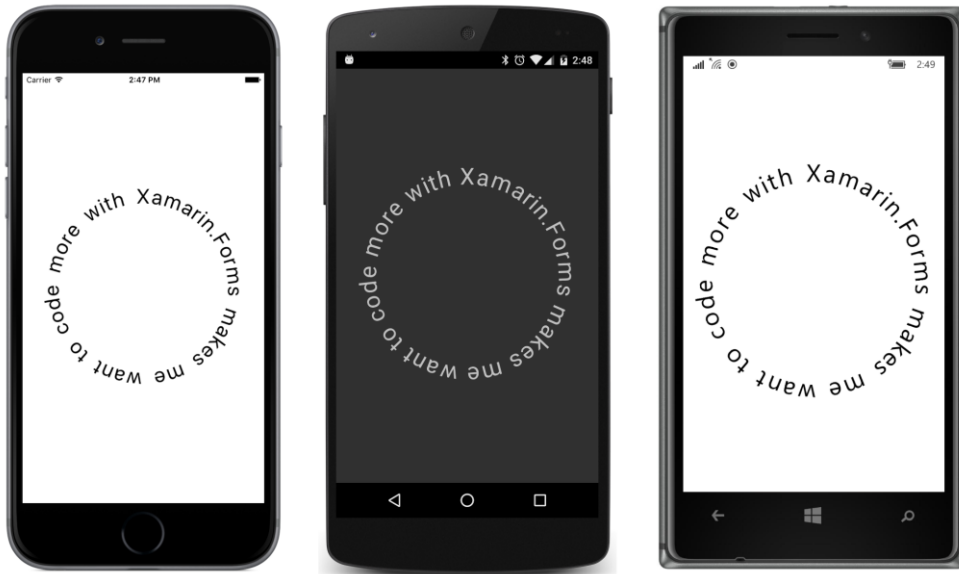 Carrier 2:47 PM
Xamarin.Forms makes me want to code more with
2:48
Xamarin.Forms makes me want to code more with
2:49
Xamarin.Forms makes me want to code more with